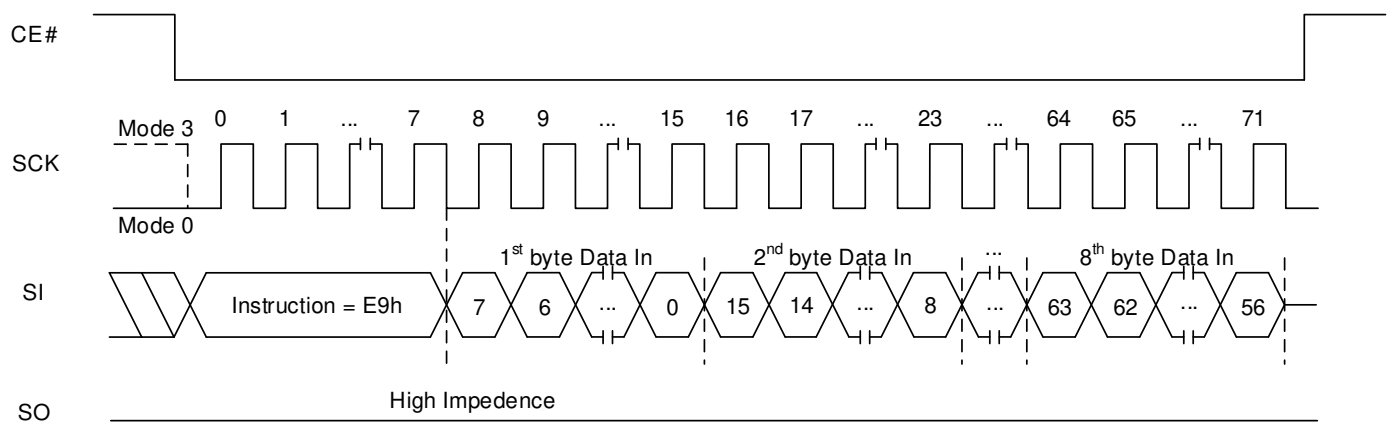 CE#
0 1 ... 7 8 9 ... 15 16 17 ... 23 ... 64 65 ... 71
Mode 3
SCK
Mode 0
1st byte Data In 2nd byte Data In ... 8th byte Data In
SI Instruction = E9h 7 6 ... 0 15 14 ... 8 ... 63 62 ... 56
High Impedence
SO